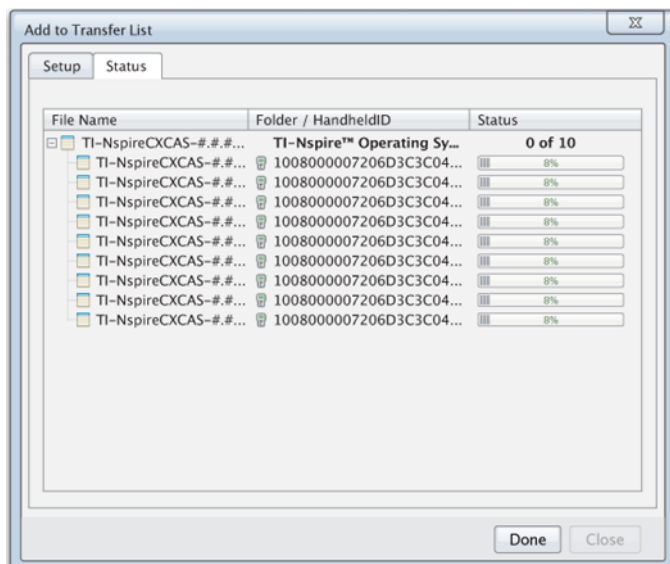 Add to Transfer List
Setup Status
File Name Folder / HandheldID Status
TI-NspireCXCAS-#.#.#... TI-Nspire™ Operating Sy... 0 of 10
TI-NspireCXCAS-#.#... 1008000007206D3C3C04... 8%
TI-NspireCXCAS-#.#... 1008000007206D3C3C04... 8%
TI-NspireCXCAS-#.#... 1008000007206D3C3C04... 8%
TI-NspireCXCAS-#.#... 1008000007206D3C3C04... 8%
TI-NspireCXCAS-#.#... 1008000007206D3C3C04... 8%
TI-NspireCXCAS-#.#... 1008000007206D3C3C04... 8%
TI-NspireCXCAS-#.#... 1008000007206D3C3C04... 8%
TI-NspireCXCAS-#.#... 1008000007206D3C3C04... 8%
TI-NspireCXCAS-#.#... 1008000007206D3C3C04... 8%
Done Close